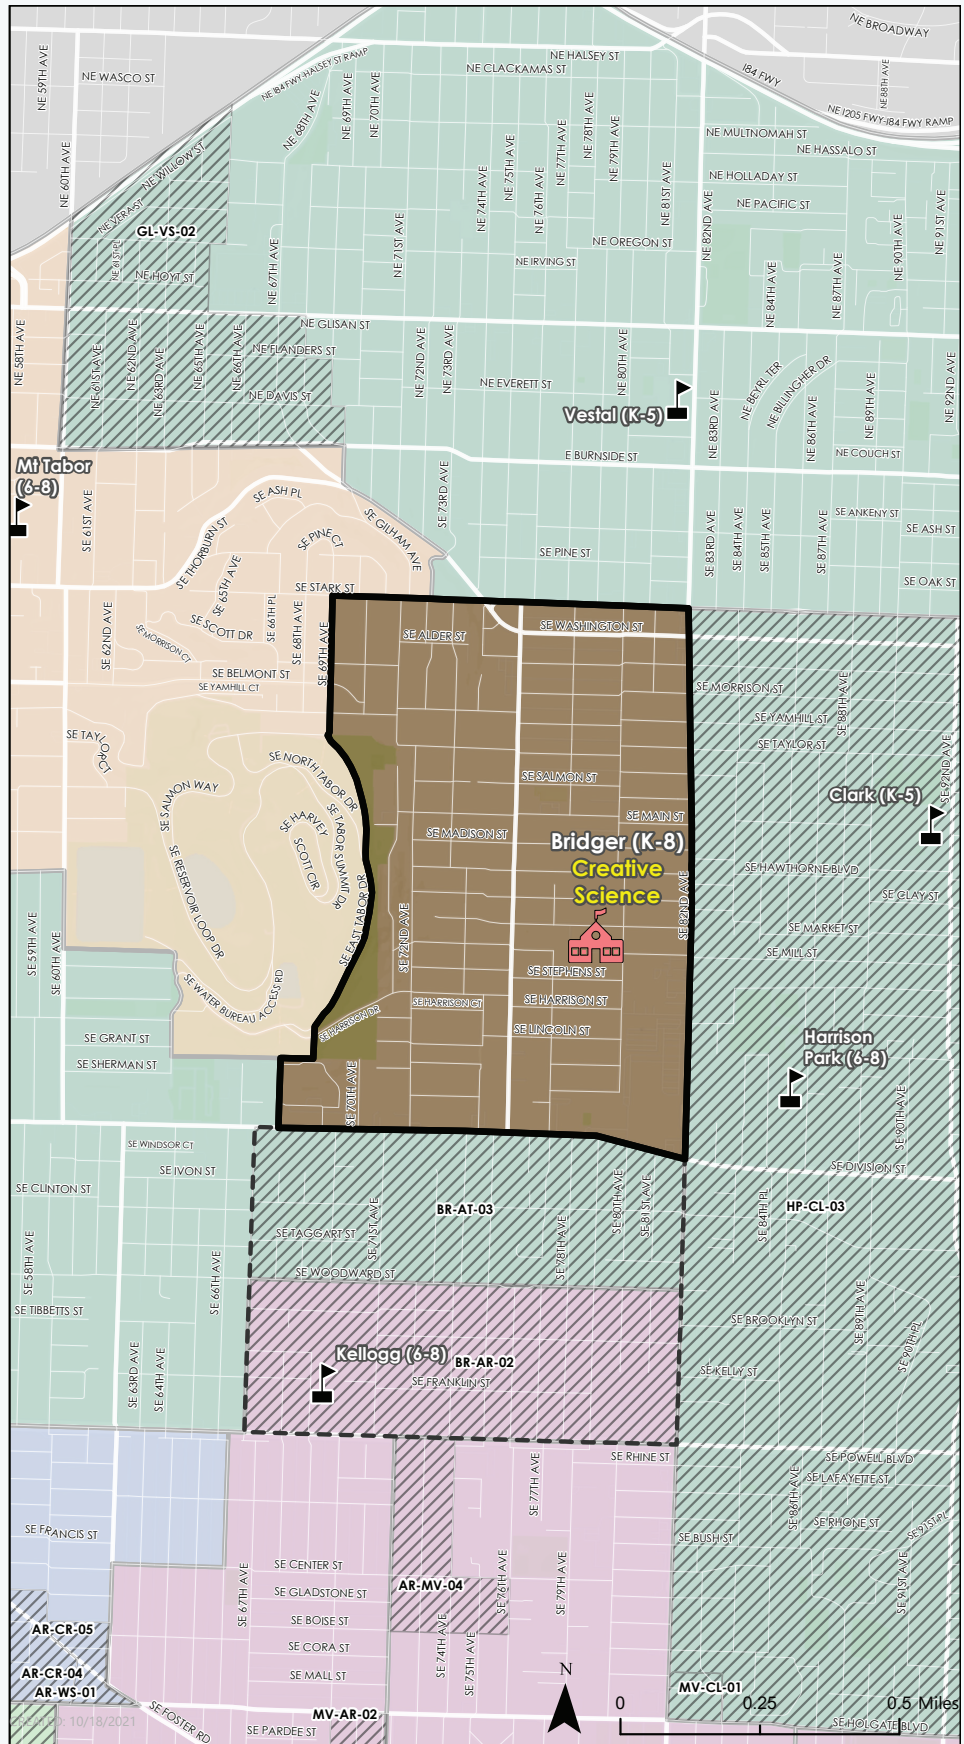 NE BROADWAY
NE HALSEY ST
NE CLACKAMAS ST
NE 184 FWY-HALSEY ST RAMP
I84 FWY
NE 59TH AVE
NE WASCO ST
NE 88TH AVE
NE 68TH AVE
NE 69TH AVE
NE 70TH AVE
NE I205 FWY-I84 FWY RAMP
NE 78TH AVE
NE 79TH AVE
NE 77TH AVE
NE 75TH AVE
NE MULTNOMAH ST
NE HASSALO ST
NE 60TH AVE
NE WILLOW ST
NE 74TH AVE
NE 76TH AVE
NE 81ST AVE
NE HOLLADAY ST
NE 82ND AVE
NE PACIFIC ST
NE 91ST AVE
NE VERA ST
GL-VS-02
NE 71ST AVE
NE OREGON ST
NE 90TH AVE
NE 61ST PL
NE HOYT ST
NE 67TH AVE
NE IRVING ST
NE 84TH AVE
NE 87TH AVE
NE GLISAN ST
NE 58TH AVE
NE 61ST AVE
NE 62ND AVE
NE 63RD AVE
NE 65TH AVE
NE 66TH AVE
NE FLANDERS ST
NE 72ND AVE
NE 73RD AVE
NE EVERETT ST
NE 80TH AVE
NE BEYRL TER
NE BILLINGHER DR
NE 92ND AVE
NE DAVIS ST
Vestal (K-5)
NE 83RD AVE
NE 86TH AVE
NE 89TH AVE
E BURNSIDE ST
NE COUCH ST
Mt Tabor
(6-8)
SE ASH PL
SE 61ST AVE
SE THORBURN ST
SE PINE CT
SE GILHAM AVE
SE 73RD AVE
SE 83RD AVE
SE 84TH AVE
SE 85TH AVE
SE 87TH AVE
SE ANKENY ST
SE ASH ST
SE PINE ST
SE OAK ST
SE 65TH AVE
SE STARK ST
SE 62ND AVE
SE SCOTT DR
SE 66TH PL
SE 68TH AVE
SE 69TH AVE
SE MORRISON CT
SE ALDER ST
SE WASHINGTON ST
SE BELMONT ST
SE YAMHILL CT
SE MORRISON ST
SE 88TH AVE
SE YAMHILL ST
SE TAYLOR ST
SE TAYLOR CT
SE NORTH TABOR DR
SE SALMON WAY
SE SALMON ST
SE 92ND AVE
Clark (K-5)
SE HARVEY
SCOTT CIR
SE TABOR SUMMIT DR
SE MADISON ST
SE MAIN ST
Bridger (K-8)
Creative
Science
SE RESERVOIR LOOP DR
SE EAST TABOR DR
SE HAWTHORNE BLVD
SE CLAY ST
SE 82ND AVE
SE 59TH AVE
SE 60TH AVE
SE 72ND AVE
SE MARKET ST
SE MILL ST
SE STEPHENS ST
SE WATER BUREAU ACCESS RD
SE HARRISON DR
SE HARRISON CT
SE HARRISON ST
SE LINCOLN ST
SE GRANT ST
SE SHERMAN ST
Harrison
Park (6-8)
SE 70TH AVE
SE 90TH AVE
SE WINDSOR CT
SE IVON ST
SE CLINTON ST
SE DIVISION ST
SE 80TH AVE
SE 81ST AVE
SE 84TH PL
HP-CL-03
BR-AT-03
SE 58TH AVE
SE TAGGART ST
SE 71ST AVE
SE 78TH AVE
SE WOODWARD ST
SE 66TH AVE
SE TIBBETTS ST
SE BROOKLYN ST
SE 89TH AVE
SE 90TH PL
SE 63RD AVE
SE 64TH AVE
Kellogg (6-8)
BR-AR-02
SE FRANKLIN ST
SE KELLY ST
SE RHINE ST
SE POWELL BLVD
SE LAFAYETTE ST
SE 77TH AVE
SE 86TH AVE
SE RHONE ST
SE 91ST PL
SE FRANCIS ST
SE BUSH ST
SE CENTER ST
SE 67TH AVE
SE GLADSTONE ST
AR-MV-04
SE 76TH AVE
SE 79TH AVE
SE 91ST AVE
SE BOISE ST
AR-CR-05
SE CORA ST
SE 74TH AVE
SE 75TH AVE
SE MALL ST
AR-CR-04
AR-WS-01
N
MV-CL-01
0 0.25 0.5 Miles
SE FOSTER RD
MV-AR-02
SE PARDEE ST
SE HOLGATE BLVD
CREATED: 10/18/2021